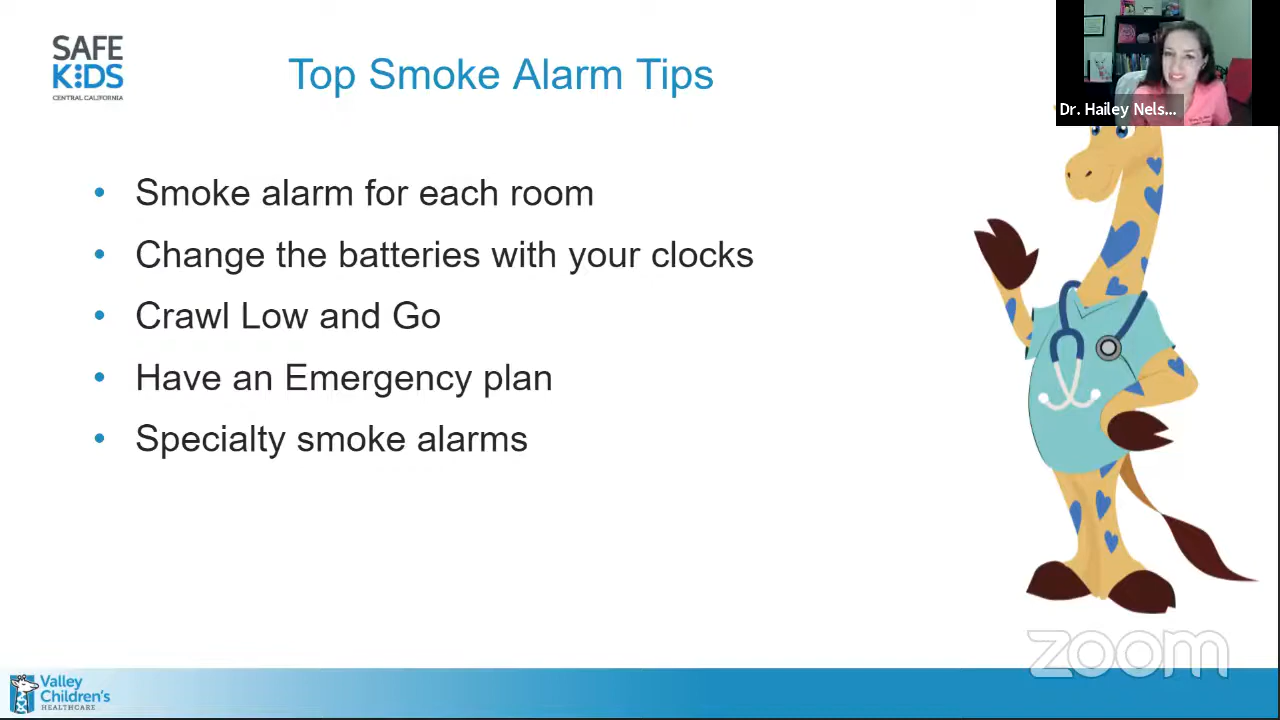 SAFE
KIDS
CENTRAL CALIFORNIA
Top Smoke Alarm Tips
Dr. Hailey Nels...
• Smoke alarm for each room
• Change the batteries with your clocks
• Crawl Low and Go
• Have an Emergency plan
• Specialty smoke alarms
zoom
Valley
Children's
HEALTHCARE